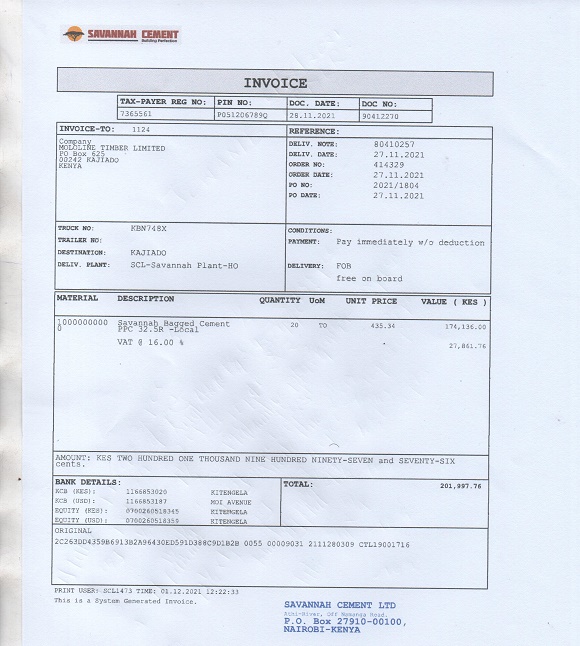 SAVANNAH CEMENT
Building Perfection
INVOICE
TAX-PAYER REG NO: PIN NO: DOC. DATE: DOC NO:
7365561 P051206789Q 28.11.2021 90412270
INVOICE-TO: 1124
Company
MOLOLINE TIMBER LIMITED
PO Box 625
00242 KAJIADO
KENYA
REFERENCE:
DELIV. NOTE: 80410257
DELIV. DATE: 27.11.2021
ORDER NO: 414329
ORDER DATE: 27.11.2021
PO NO: 2021/1804
PO DATE: 27.11.2021
TRUCK NO: KBN748X
TRAILER NO:
DESTINATION: KAJIADO
DELIV. PLANT: SCL-Savannah Plant-HO
CONDITIONS:
PAYMENT: Pay immediately w/o deduction
DELIVERY: FOB
free on board
MATERIAL DESCRIPTION QUANTITY UoM UNIT PRICE VALUE ( KES )
1000000000 Savannah Bagged Cement 20 TO 435.34 174,136.00
0 PPC 32.5R -Local
VAT @ 16.00 % 27,861.76
AMOUNT: KES TWO HUNDRED ONE THOUSAND NINE HUNDRED NINETY-SEVEN and SEVENTY-SIX
cents.
BANK DETAILS:
KCB (KES): 1166853020 KITENGELA
KCB (USD): 1166853187 MOI AVENUE
EQUITY (KES): 0700260518345 KITENGELA
EQUITY (USD): 0700260518359 KITENGELA
TOTAL: 201,997.76
ORIGINAL
2C263DD4359B6913B2A96430ED591D388C9D1B2B 0055 00009031 2111280309 CTL19001716
PRINT USER: SCL1473 TIME: 01.12.2021 12:22:33
This is a System Generated Invoice.
SAVANNAH CEMENT LTD
Athi-River, Off Namanga Road.
P.O. Box 27910-00100,
NAIROBI-KENYA